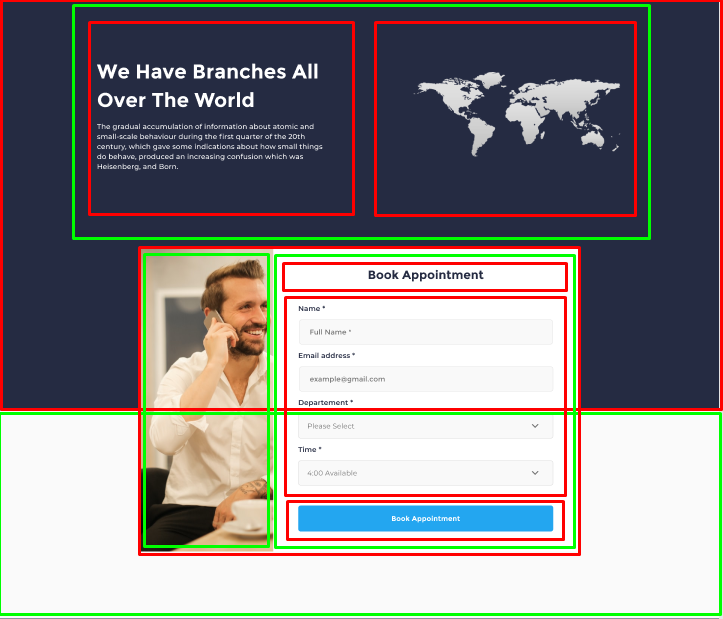 We Have Branches All
Over The World
The gradual accumulation of information about atomic and
small-scale behaviour during the first quarter of the 20th
century, which gave some indications about how small things
do behave, produced an increasing confusion which was
Heisenberg, and Born.
Book Appointment
Name *
Full Name *
Email address *
example@gmail.com
Departement *
Please Select
Time *
4:00 Available
Book Appointment